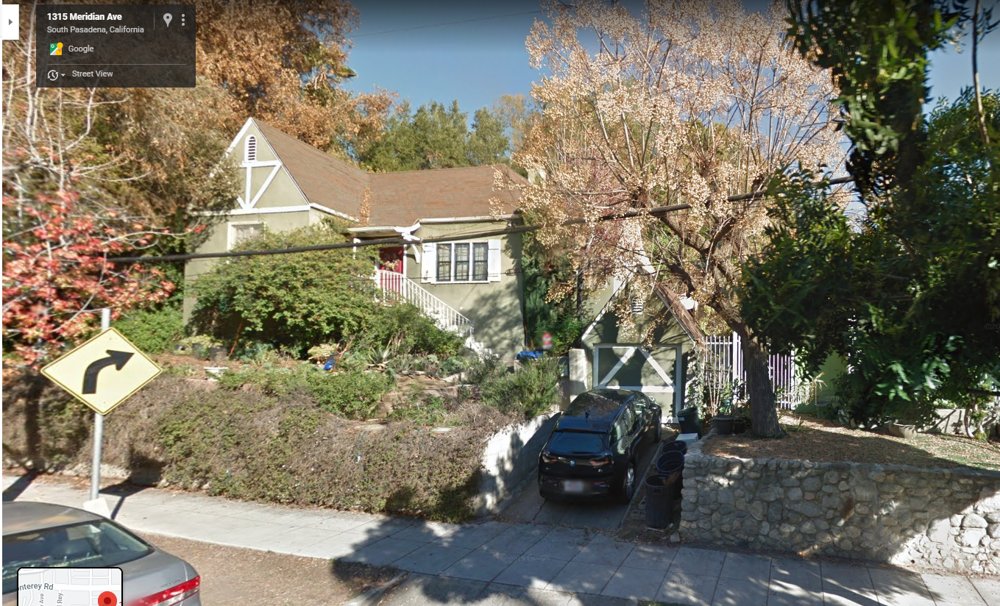 1315 Meridian Ave
South Pasadena, California
Google
Street View
nterey Rd